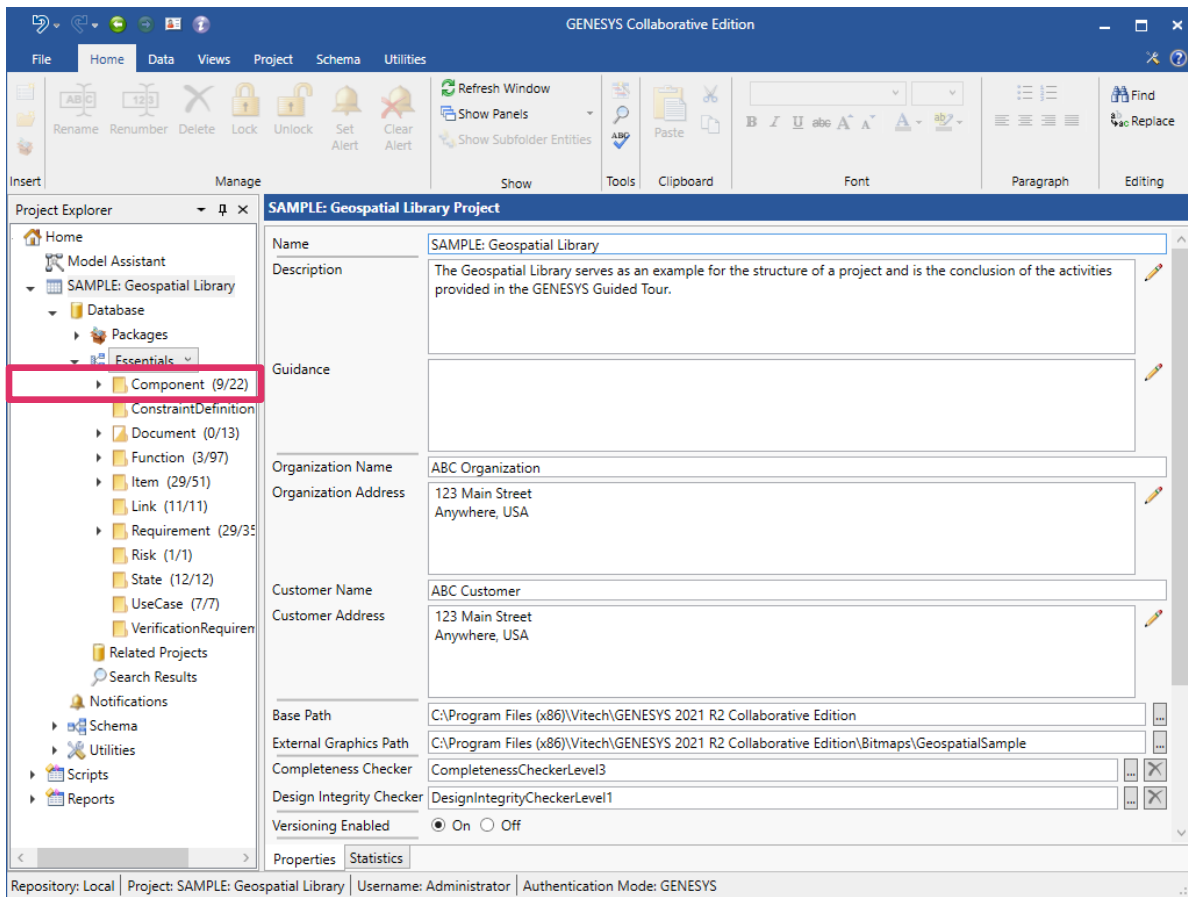 GENESYS Collaborative Edition
File Home Data Views Project Schema Utilities
Rename Renumber Delete Lock Unlock Set Alert Clear Alert
Refresh Window
Show Panels
Show Subfolder Entities
Paste
B I U abc A A A ab
Find
Replace
Insert Manage Show Tools Clipboard Font Paragraph Editing
Project Explorer
Home
Model Assistant
SAMPLE: Geospatial Library
Database
Packages
Essentials
Component (9/22)
ConstraintDefinition
Document (0/13)
Function (3/97)
Item (29/51)
Link (11/11)
Requirement (29/35
Risk (1/1)
State (12/12)
UseCase (7/7)
VerificationRequirem
Related Projects
Search Results
Notifications
Schema
Utilities
Scripts
Reports
SAMPLE: Geospatial Library Project
Name SAMPLE: Geospatial Library
Description The Geospatial Library serves as an example for the structure of a project and is the conclusion of the activities
provided in the GENESYS Guided Tour.
Guidance
Organization Name ABC Organization
Organization Address 123 Main Street
Anywhere, USA
Customer Name ABC Customer
Customer Address 123 Main Street
Anywhere, USA
Base Path C:\Program Files (x86)\Vitech\GENESYS 2021 R2 Collaborative Edition ...
External Graphics Path C:\Program Files (x86)\Vitech\GENESYS 2021 R2 Collaborative Edition\Bitmaps\GeospatialSample ...
Completeness Checker CompletenessCheckerLevel3 ...
Design Integrity Checker DesignIntegrityCheckerLevel1 ...
Versioning Enabled On Off
Properties Statistics
Repository: Local Project: SAMPLE: Geospatial Library Username: Administrator Authentication Mode: GENESYS